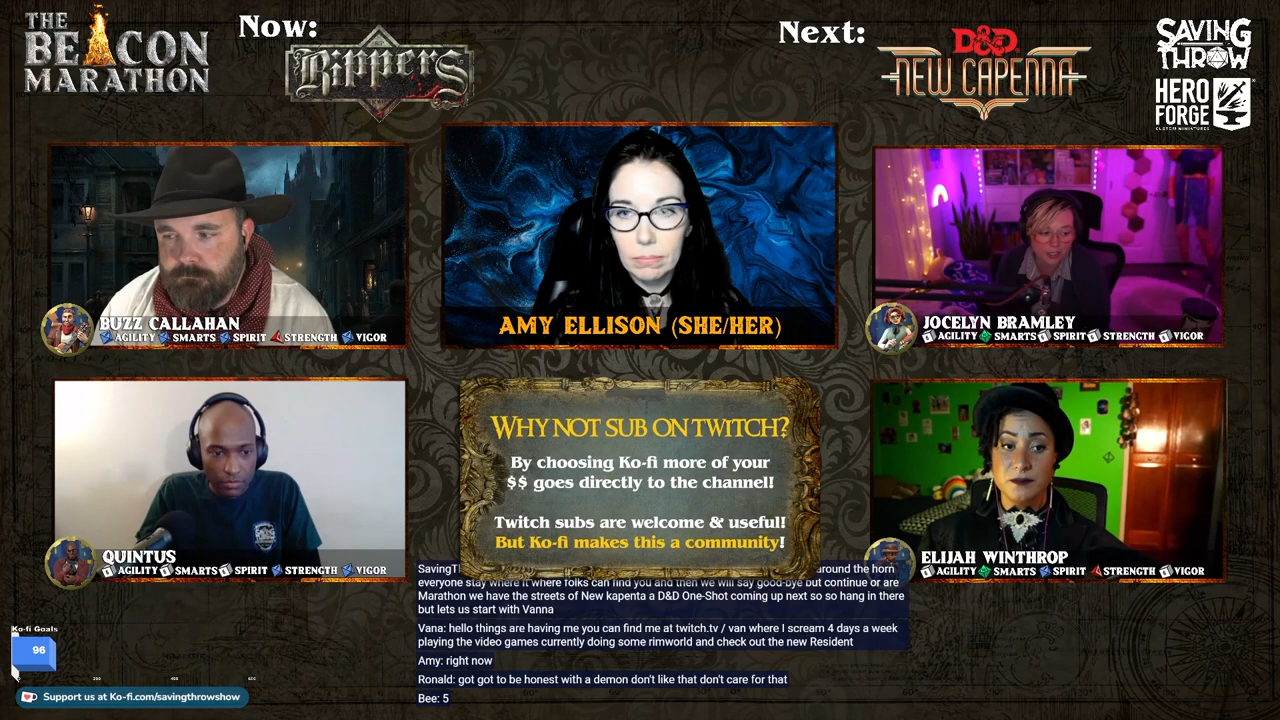 THE
BEACON
MARATHON
Now:
Rippers
Next:
D&D
NEW CAPENNA
SAVING
THROW
HERO
FORGE
CUSTOM MINIATURES
BUZZ CALLAHAN
AGILITY SMARTS SPIRIT STRENGTH VIGOR
AMY ELLISON (SHE/HER)
JOCELYN BRAMLEY
AGILITY SMARTS SPIRIT STRENGTH VIGOR
QUINTUS
AGILITY SMARTS SPIRIT STRENGTH VIGOR
WHY NOT SUB ON TWITCH?
By choosing Ko-fi more of your
$$ goes directly to the channel!
Twitch subs are welcome & useful!
But Ko-fi makes this a community!
ELIJAH WINTHROP
AGILITY SMARTS SPIRIT STRENGTH VIGOR
SavingT around the horn
everyone stay where it where folks can find you and then we will say good-bye but continue or are
Marathon we have the streets of New kapenta a D&D One-Shot coming up next so so hang in there
but lets us start with Vanna
Vana: hello things are having me you can find me at twitch.tv / van where I scream 4 days a week
playing the video games currently doing some rimworld and check out the new Resident
Amy: right now
Ronald: got got to be honest with a demon don't like that don't care for that
Bee: 5
Ko-fi Goals
96
200 400 600
Support us at Ko-fi.com/savingthrowshow